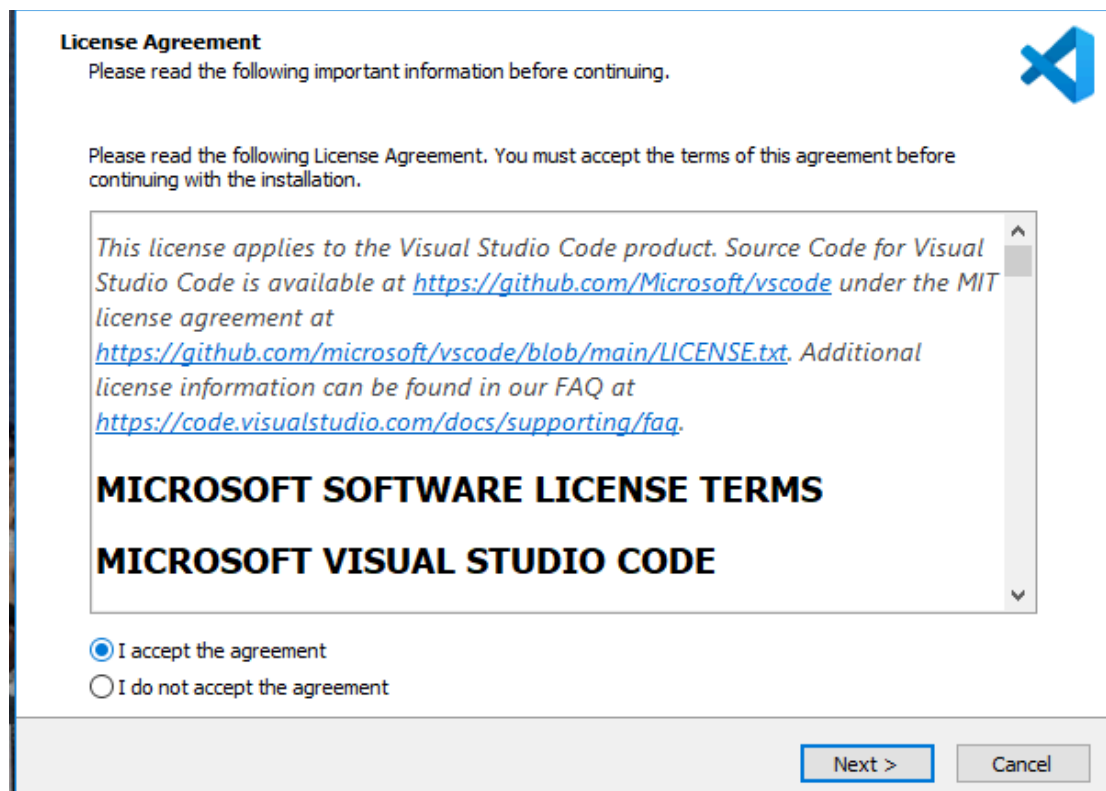 License Agreement
Please read the following important information before continuing.
Please read the following License Agreement. You must accept the terms of this agreement before
continuing with the installation.
This license applies to the Visual Studio Code product. Source Code for Visual
Studio Code is available at https://github.com/Microsoft/vscode under the MIT
license agreement at
https://github.com/microsoft/vscode/blob/main/LICENSE.txt. Additional
license information can be found in our FAQ at
https://code.visualstudio.com/docs/supporting/faq.
MICROSOFT SOFTWARE LICENSE TERMS
MICROSOFT VISUAL STUDIO CODE
I accept the agreement
I do not accept the agreement
Next >
Cancel